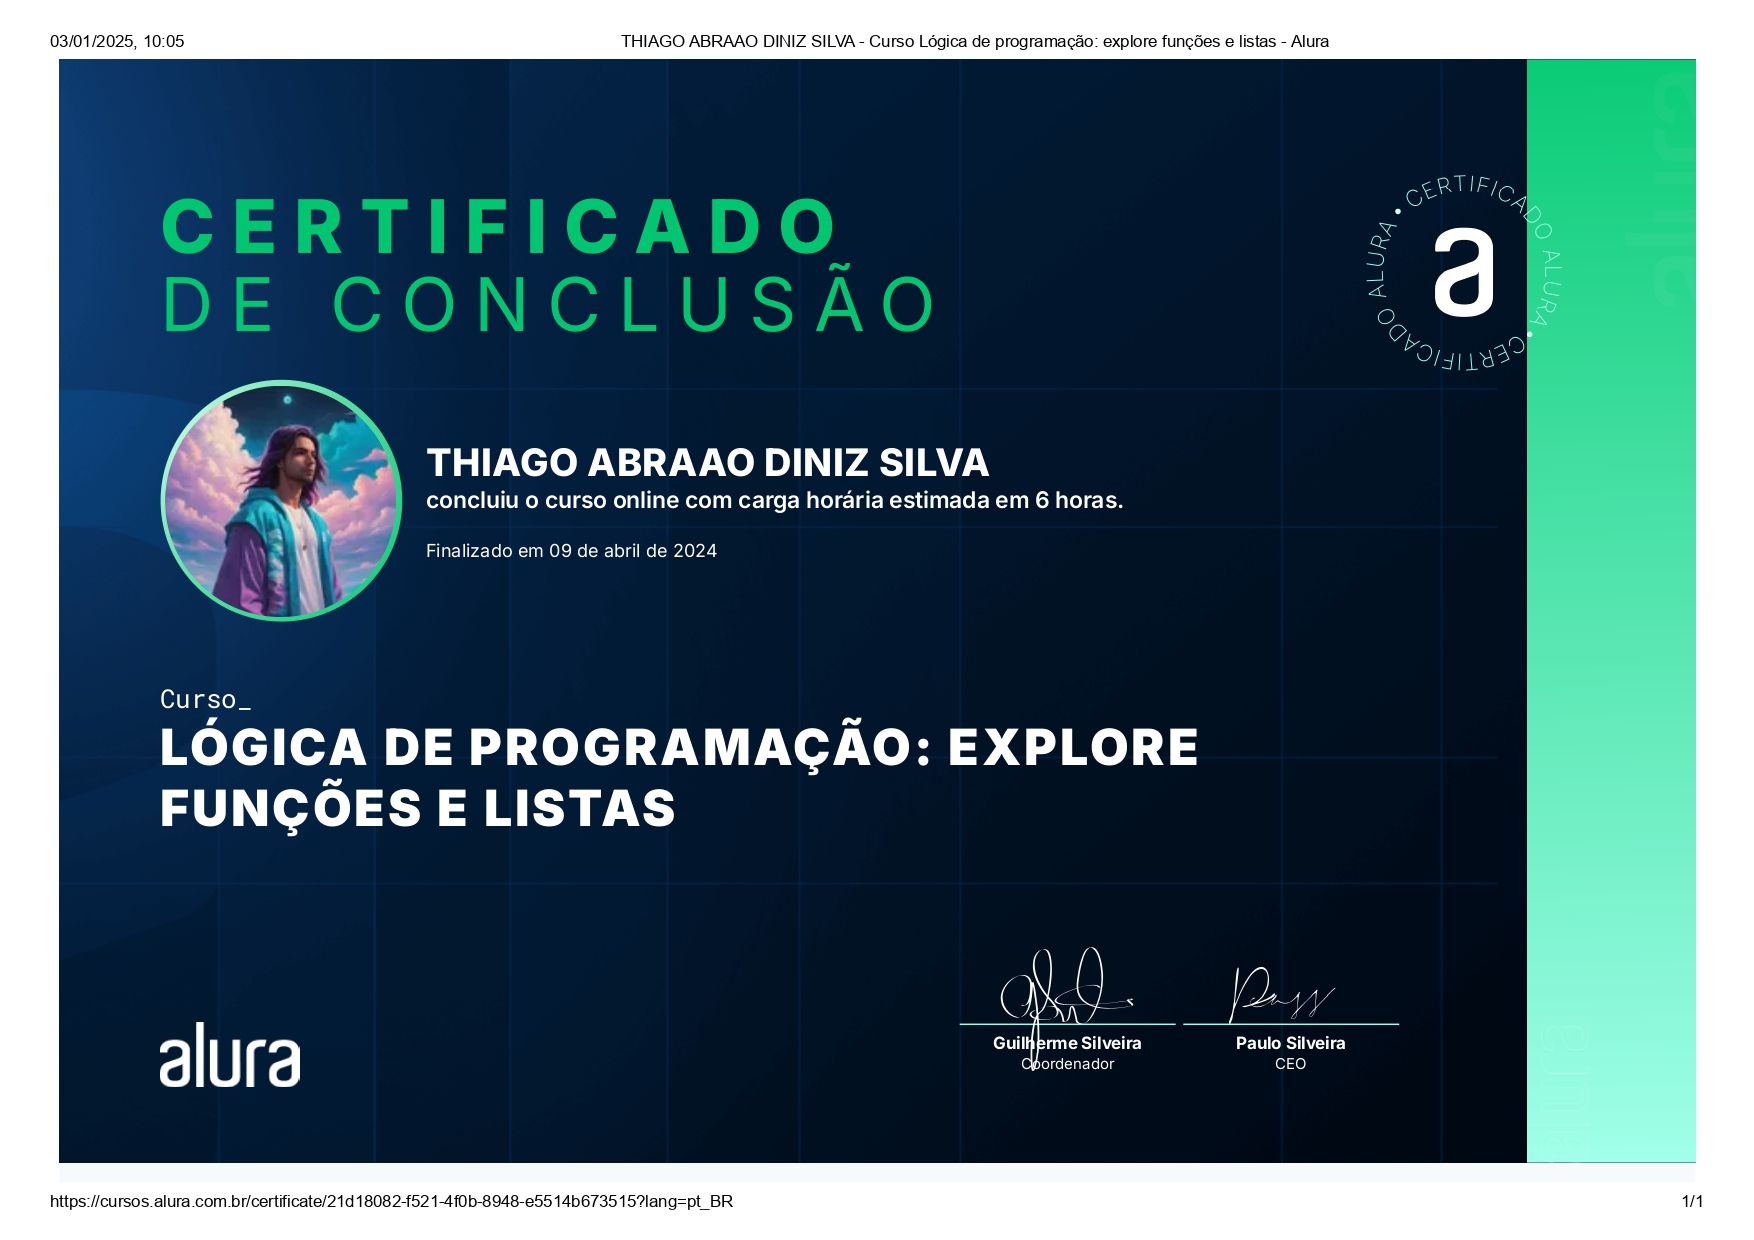 03/01/2025, 10:05
THIAGO ABRAAO DINIZ SILVA - Curso Lógica de programação: explore funções e listas - Alura
CERTIFICADO
DE CONCLUSÃO
CERTIFICADO ALURA • CERTIFICADO ALURA •
a
THIAGO ABRAAO DINIZ SILVA
concluiu o curso online com carga horária estimada em 6 horas.
Finalizado em 09 de abril de 2024
Curso_
LÓGICA DE PROGRAMAÇÃO: EXPLORE
FUNÇÕES E LISTAS
alura
Guilherme Silveira
Coordenador
Paulo Silveira
CEO
alura
alura
https://cursos.alura.com.br/certificate/21d18082-f521-4f0b-8948-e5514b673515?lang=pt_BR
1/1